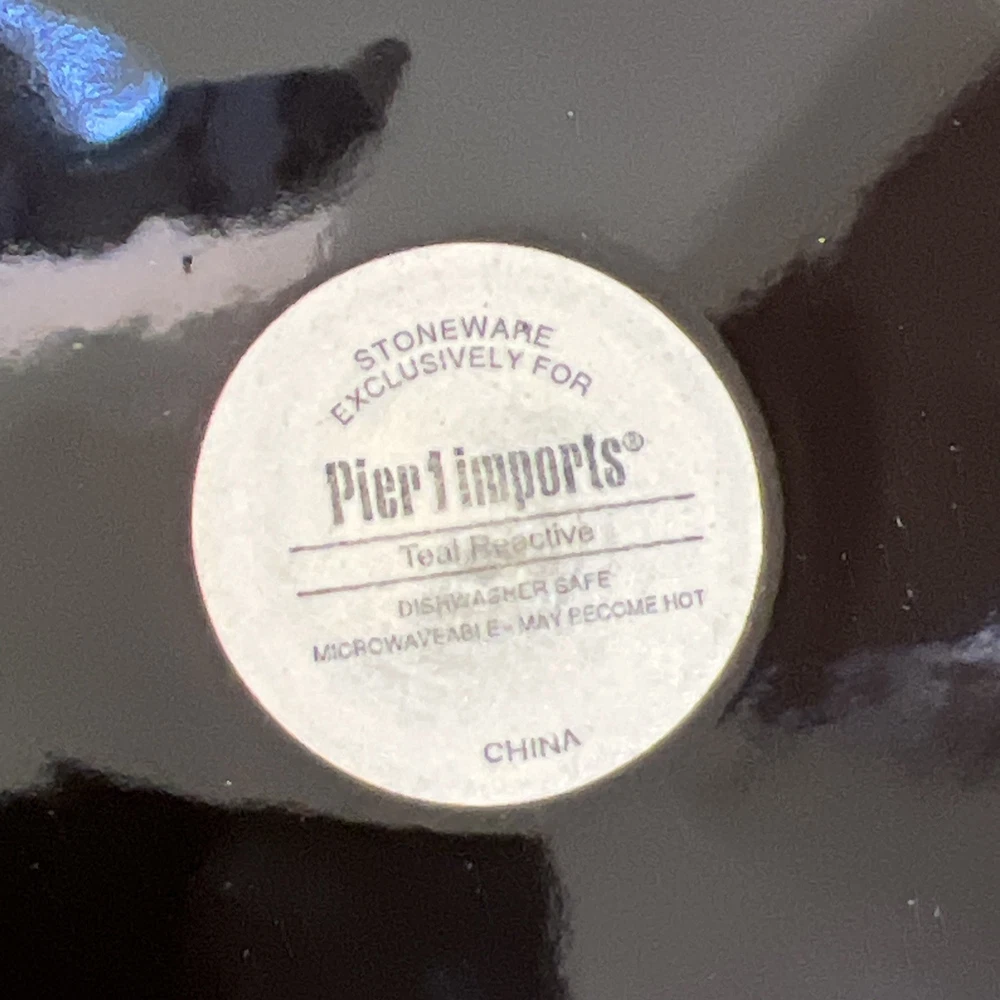 STONEWARE
EXCLUSIVELY FOR
Pier 1 imports®
Teal Reactive
DISHWASHER SAFE
MICROWAVEABLE - MAY BECOME HOT
CHINA